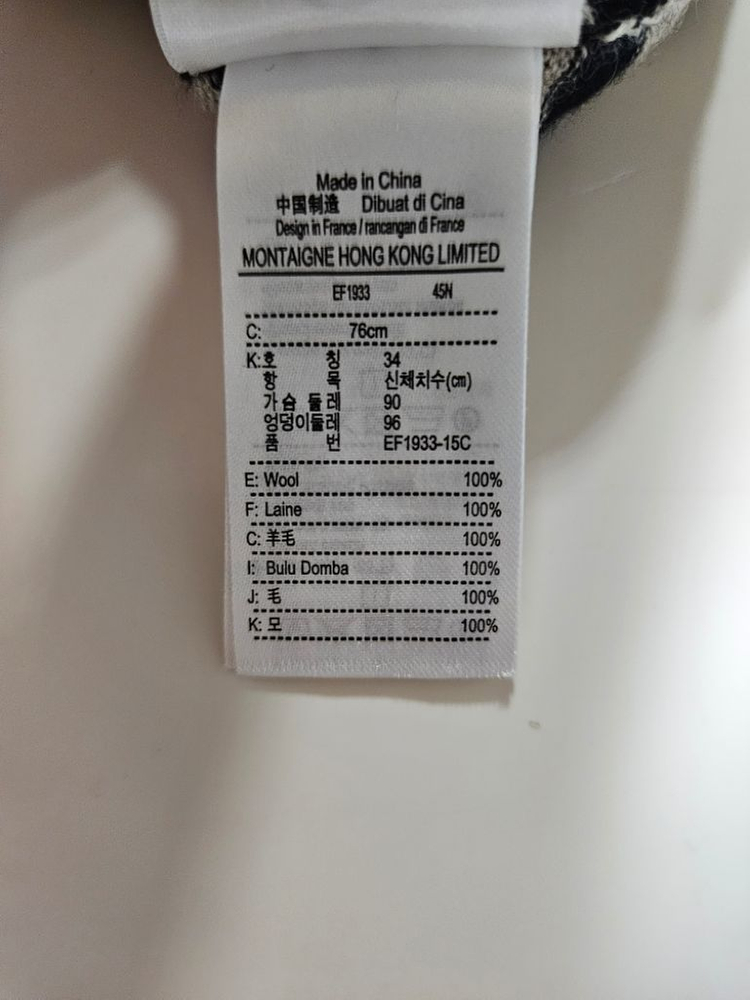 Made in China
中国制造 Dibuat di Cina
Design in France / rancangan di France
MONTAIGNE HONG KONG LIMITED
EF1933 45N
C: 76cm
K:호 칭 34
항 목 신체치수(cm)
가슴 둘레 90
엉덩이둘레 96
품 번 EF1933-15C
E: Wool 100%
F: Laine 100%
C: 羊毛 100%
I: Bulu Domba 100%
J: 毛 100%
K: 모 100%